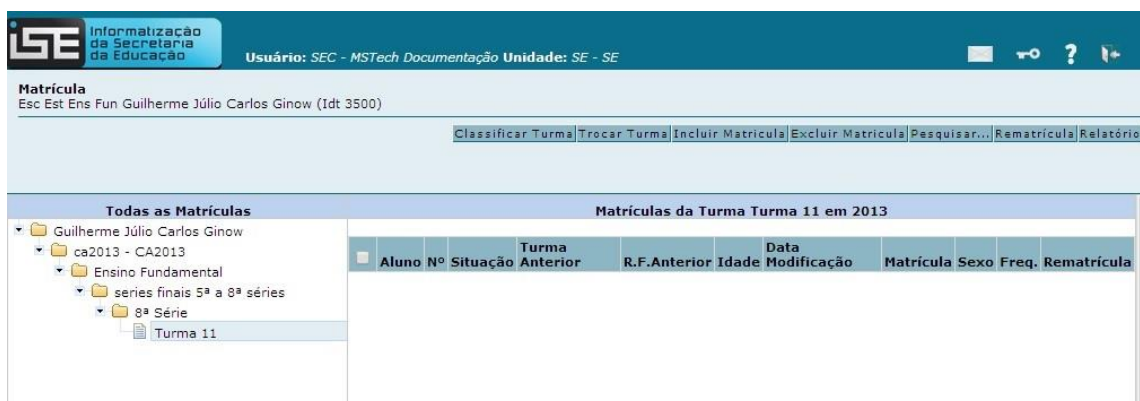 iSE Informatização
da Secretaria
da Educação
Usuário: SEC - MSTech Documentação Unidade: SE - SE
?
Matrícula
Esc Est Ens Fun Guilherme Júlio Carlos Ginow (Idt 3500)
Classificar Turma Trocar Turma Incluir Matricula Excluir Matricula Pesquisar... Rematrícula Relatório
Todas as Matrículas
Guilherme Júlio Carlos Ginow
ca2013 - CA2013
Ensino Fundamental
series finais 5ª a 8ª séries
8ª Série
Turma 11
Matrículas da Turma Turma 11 em 2013
Aluno Nº Situação Turma Anterior R.F.Anterior Idade Data Modificação Matrícula Sexo Freq. Rematrícula